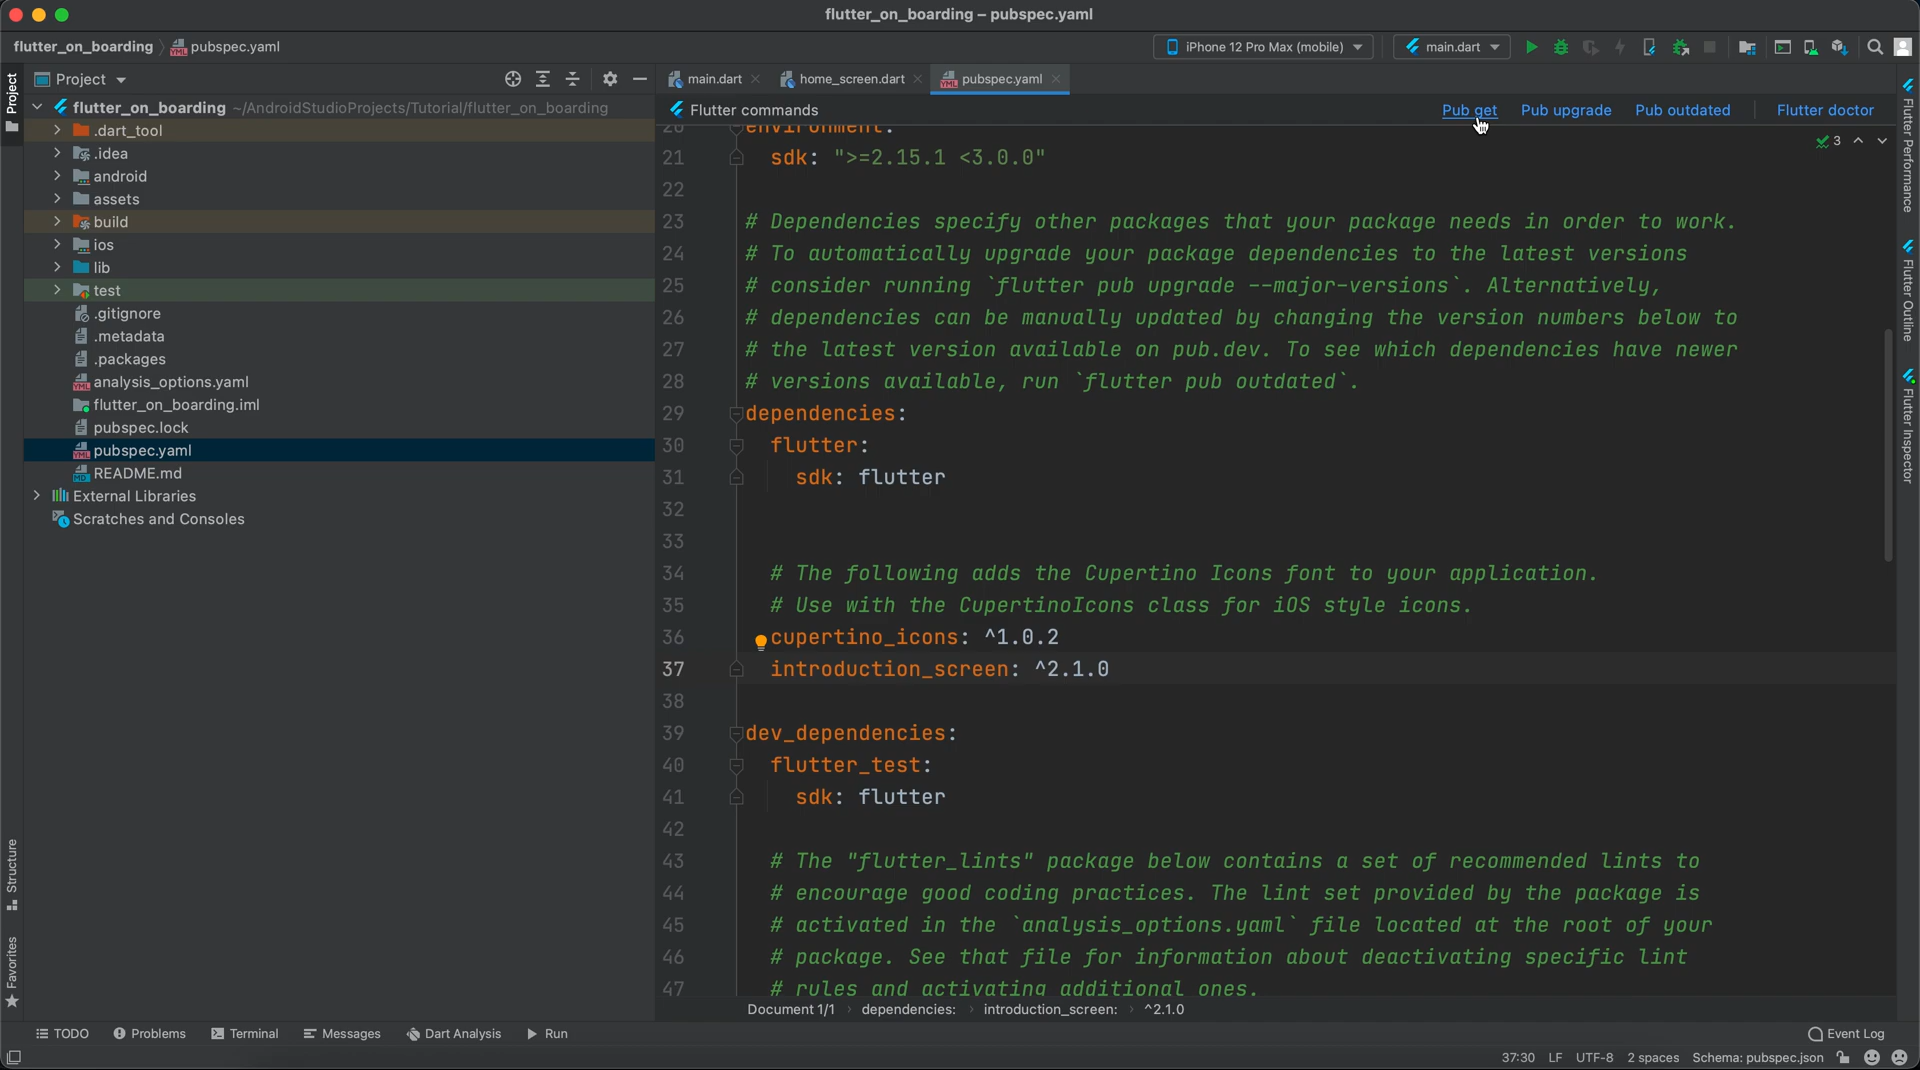 flutter_on_boarding – pubspec.yaml
flutter_on_boarding pubspec.yaml
iPhone 12 Pro Max (mobile) main.dart
Project
main.dart home_screen.dart pubspec.yaml
flutter_on_boarding ~/AndroidStudioProjects/Tutorial/flutter_on_boarding
.dart_tool
.idea
android
assets
build
ios
lib
test
.gitignore
.metadata
.packages
analysis_options.yaml
flutter_on_boarding.iml
pubspec.lock
pubspec.yaml
README.md
External Libraries
Scratches and Consoles
Project
Structure
Favorites
Flutter commands Pub get Pub upgrade Pub outdated Flutter doctor
3
20 environment:
21 sdk: ">=2.15.1 <3.0.0"
22
23 # Dependencies specify other packages that your package needs in order to work.
24 # To automatically upgrade your package dependencies to the latest versions
25 # consider running `flutter pub upgrade --major-versions`. Alternatively,
26 # dependencies can be manually updated by changing the version numbers below to
27 # the latest version available on pub.dev. To see which dependencies have newer
28 # versions available, run `flutter pub outdated`.
29 dependencies:
30 flutter:
31 sdk: flutter
32
33
34 # The following adds the Cupertino Icons font to your application.
35 # Use with the CupertinoIcons class for iOS style icons.
36 cupertino_icons: ^1.0.2
37 introduction_screen: ^2.1.0
38
39 dev_dependencies:
40 flutter_test:
41 sdk: flutter
42
43 # The "flutter_lints" package below contains a set of recommended lints to
44 # encourage good coding practices. The lint set provided by the package is
45 # activated in the `analysis_options.yaml` file located at the root of your
46 # package. See that file for information about deactivating specific lint
47 # rules and activating additional ones.
Document 1/1 dependencies: introduction_screen: ^2.1.0
Flutter Performance
Flutter Outline
Flutter Inspector
TODO Problems Terminal Messages Dart Analysis Run Event Log
37:30 LF UTF-8 2 spaces Schema: pubspec.json